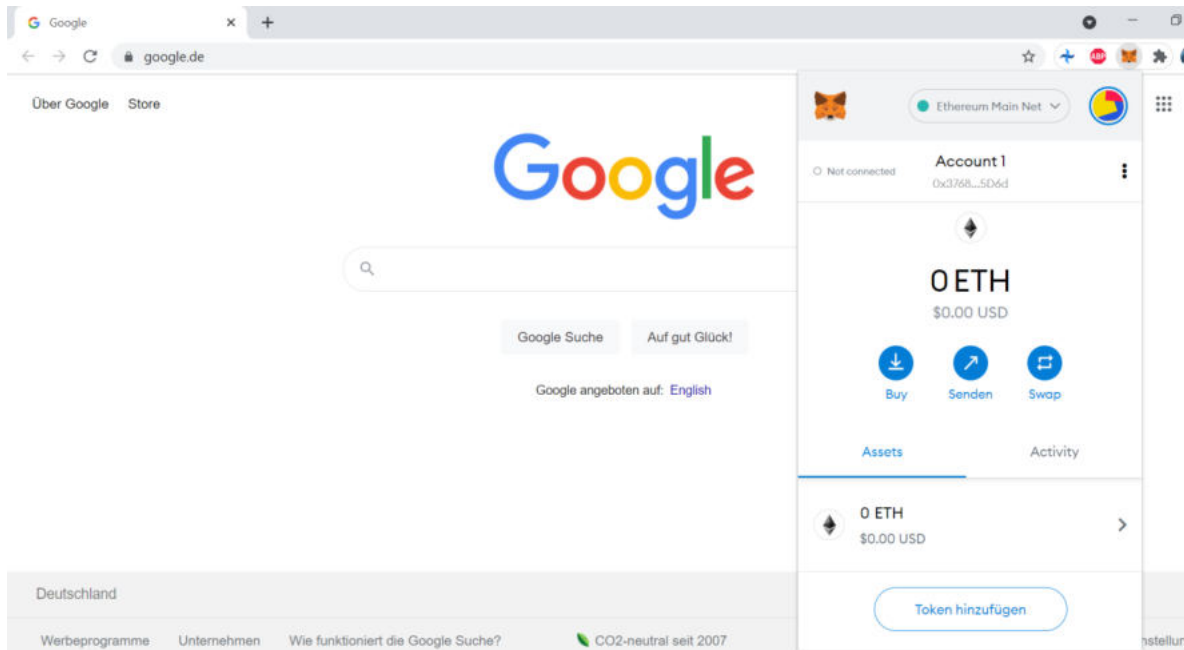 Google
google.de
ABP
Über Google Store
Google
Google Suche Auf gut Glück!
Google angeboten auf: English
Ethereum Main Net
Not connected
Account 1
0x3768...5D6d
0 ETH
$0.00 USD
Buy Senden Swap
Assets Activity
0 ETH
$0.00 USD
Token hinzufügen
Deutschland
Werbeprogramme Unternehmen Wie funktioniert die Google Suche? CO2-neutral seit 2007